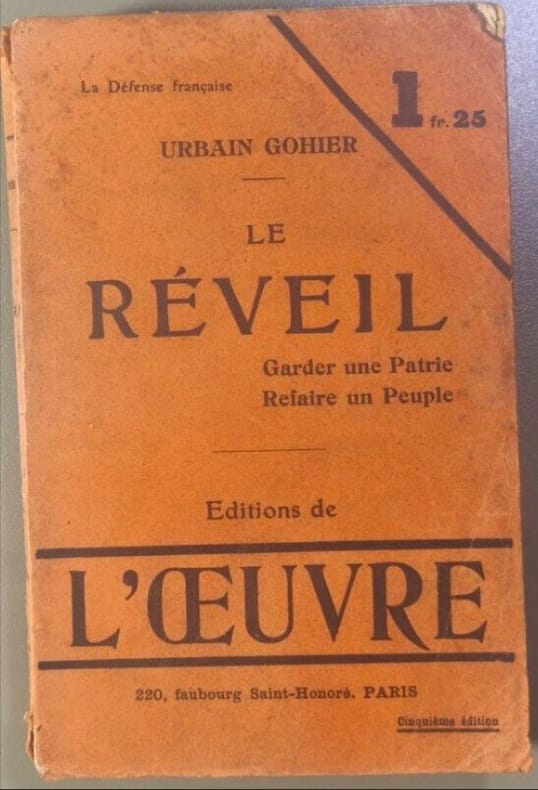 La Défense française
1 fr. 25
URBAIN GOHIER
LE
RÉVEIL
Garder une Patrie
Refaire un Peuple
Editions de
L'ŒUVRE
220, faubourg Saint-Honoré. PARIS
Cinquième édition